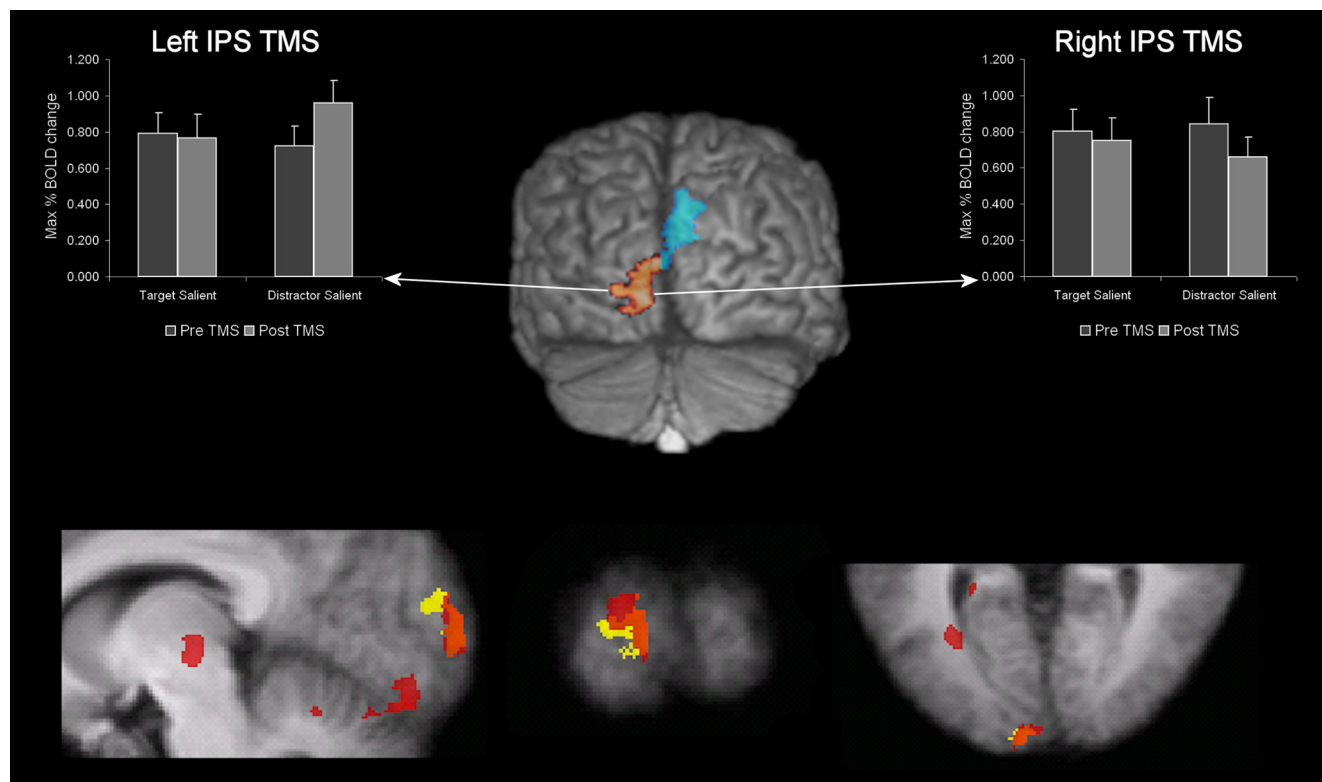 Left IPS TMS
Max % BOLD change
1.200
1.000
0.800
0.600
0.400
0.200
0.000
Target Salient Distractor Salient
Pre TMS Post TMS
Right IPS TMS
Max % BOLD change
1.200
1.000
0.800
0.600
0.400
0.200
0.000
Target Salient Distractor Salient
Pre TMS Post TMS